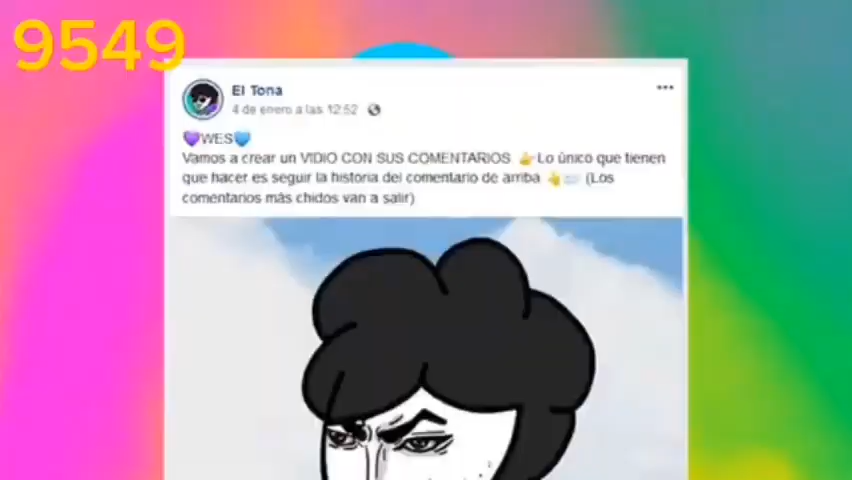 9549
El Tona
4 de enero a las 12:52
💜WES💙
Vamos a crear un VIDIO CON SUS COMENTARIOS 👉Lo único que tienen
que hacer es seguir la historia del comentario de arriba 👆 (Los
comentarios más chidos van a salir)